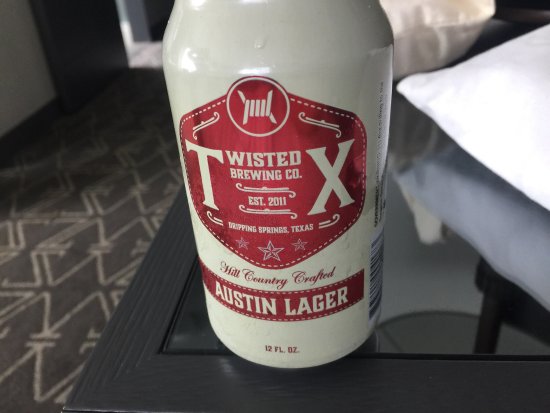 TWISTED X
BREWING CO.
EST. 2011
DRIPPING SPRINGS, TEXAS
Hill Country Crafted
AUSTIN LAGER
12 FL. OZ.